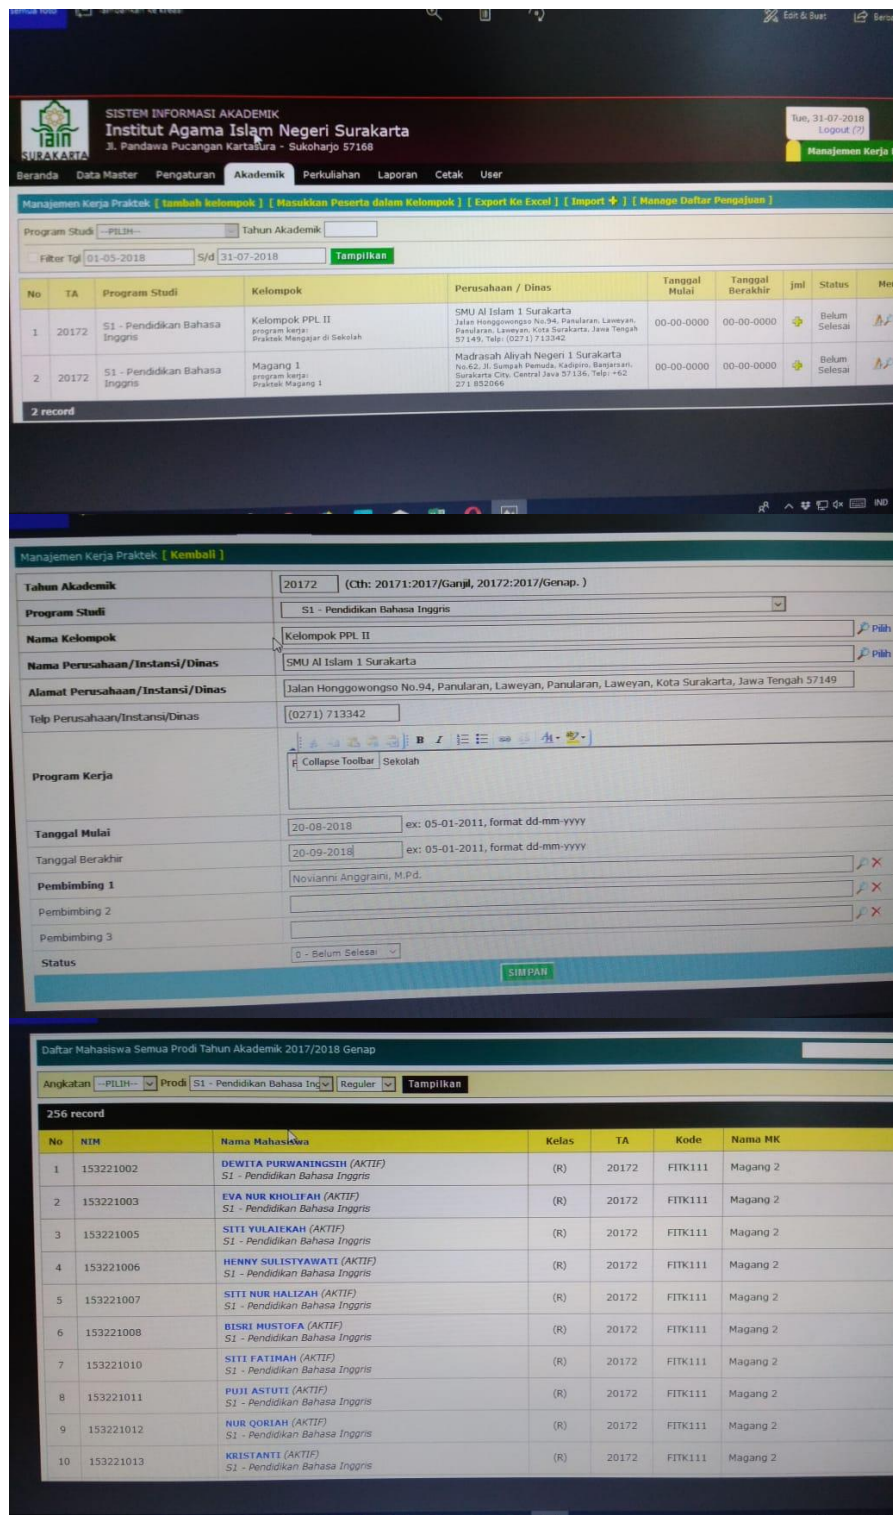 Edit & Buat
SISTEM INFORMASI AKADEMIK
Institut Agama Islam Negeri Surakarta
Jl. Pandawa Pucangan Kartasura - Sukoharjo 57168
iain
SURAKARTA
Tue, 31-07-2018
Logout (?)
Manajemen Kerja
Beranda Data Master Pengaturan Akademik Perkuliahan Laporan Cetak User
Manajemen Kerja Praktek [ tambah kelompok ] [ Masukkan Peserta dalam Kelompok ] [ Export Ke Excel ] [ Import + ] [ Manage Daftar Pengajuan ]
Program Studi --PILIH-- Tahun Akademik
Filter Tgl 01-05-2018 S/d 31-07-2018 Tampilkan
No TA Program Studi Kelompok Perusahaan / Dinas Tanggal Mulai Tanggal Berakhir jml Status
1 20172 S1 - Pendidikan Bahasa Inggris Kelompok PPL II program kerja: Praktek Mengajar di Sekolah SMU Al Islam 1 Surakarta Jalan Honggowongso No.94, Panularan, Laweyan, Panularan, Laweyan, Kota Surakarta, Jawa Tengah 57149, Telp: (0271) 713342 00-00-0000 00-00-0000 Belum Selesai
2 20172 S1 - Pendidikan Bahasa Inggris Magang 1 program kerja: Praktek Magang 1 Madrasah Aliyah Negeri 1 Surakarta No.62, Jl. Sumpah Pemuda, Kadipiro, Banjarsari, Surakarta City, Central Java 57136, Telp: +62 271 852066 00-00-0000 00-00-0000 Belum Selesai
2 record
IND
Manajemen Kerja Praktek [ Kembali ]
Tahun Akademik 20172 (Cth: 20171:2017/Ganjil, 20172:2017/Genap. )
Program Studi S1 - Pendidikan Bahasa Inggris
Nama Kelompok Kelompok PPL II Pilih
Nama Perusahaan/Instansi/Dinas SMU Al Islam 1 Surakarta Pilih
Alamat Perusahaan/Instansi/Dinas Jalan Honggowongso No.94, Panularan, Laweyan, Panularan, Laweyan, Kota Surakarta, Jawa Tengah 57149
Telp Perusahaan/Instansi/Dinas (0271) 713342
B I
Program Kerja Collapse Toolbar Sekolah
Tanggal Mulai 20-08-2018 ex: 05-01-2011, format dd-mm-yyyy
Tanggal Berakhir 20-09-2018 ex: 05-01-2011, format dd-mm-yyyy
Pembimbing 1 Novianni Anggraini, M.Pd.
Pembimbing 2
Pembimbing 3
Status 0 - Belum Selesai
SIMPAN
Daftar Mahasiswa Semua Prodi Tahun Akademik 2017/2018 Genap
Angkatan --PILIH-- Prodi S1 - Pendidikan Bahasa Ing Reguler Tampilkan
256 record
No NIM Nama Mahasiswa Kelas TA Kode Nama MK
1 153221002 DEWITA PURWANINGSIH (AKTIF) S1 - Pendidikan Bahasa Inggris (R) 20172 FITK111 Magang 2
2 153221003 EVA NUR KHOLIFAH (AKTIF) S1 - Pendidikan Bahasa Inggris (R) 20172 FITK111 Magang 2
3 153221005 SITI YULAIEKAH (AKTIF) S1 - Pendidikan Bahasa Inggris (R) 20172 FITK111 Magang 2
4 153221006 HENNY SULISTYAWATI (AKTIF) S1 - Pendidikan Bahasa Inggris (R) 20172 FITK111 Magang 2
5 153221007 SITI NUR HALIZAH (AKTIF) S1 - Pendidikan Bahasa Inggris (R) 20172 FITK111 Magang 2
6 153221008 BISRI MUSTOFA (AKTIF) S1 - Pendidikan Bahasa Inggris (R) 20172 FITK111 Magang 2
7 153221010 SITI FATIMAH (AKTIF) S1 - Pendidikan Bahasa Inggris (R) 20172 FITK111 Magang 2
8 153221011 PUJI ASTUTI (AKTIF) S1 - Pendidikan Bahasa Inggris (R) 20172 FITK111 Magang 2
9 153221012 NUR QORIAH (AKTIF) S1 - Pendidikan Bahasa Inggris (R) 20172 FITK111 Magang 2
10 153221013 KRISTANTI (AKTIF) S1 - Pendidikan Bahasa Inggris (R) 20172 FITK111 Magang 2